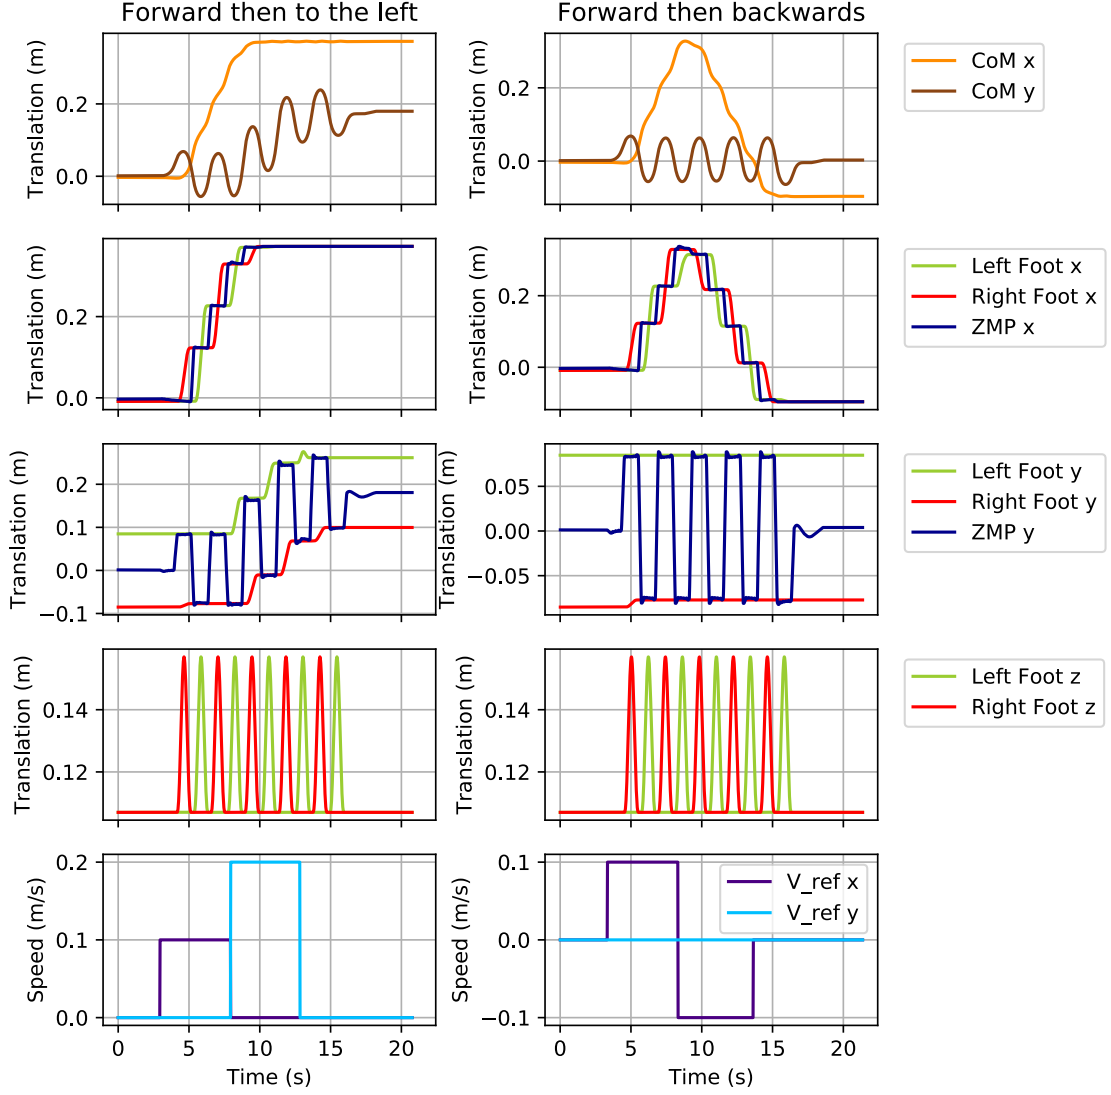 Forward then to the left
Forward then backwards
Translation (m)
0.2
0.0
Translation (m)
0.2
0.0
CoM x
CoM y
Translation (m)
0.2
0.0
Translation (m)
0.2
0.0
Left Foot x
Right Foot x
ZMP x
Translation (m)
0.2
0.1
0.0
−0.1
Translation (m)
0.05
0.00
−0.05
Left Foot y
Right Foot y
ZMP y
Translation (m)
0.14
0.12
Translation (m)
0.14
0.12
Left Foot z
Right Foot z
Speed (m/s)
0.2
0.1
0.0
Speed (m/s)
0.1
0.0
−0.1
V_ref x
V_ref y
0 5 10 15 20
0 5 10 15 20
Time (s)
Time (s)